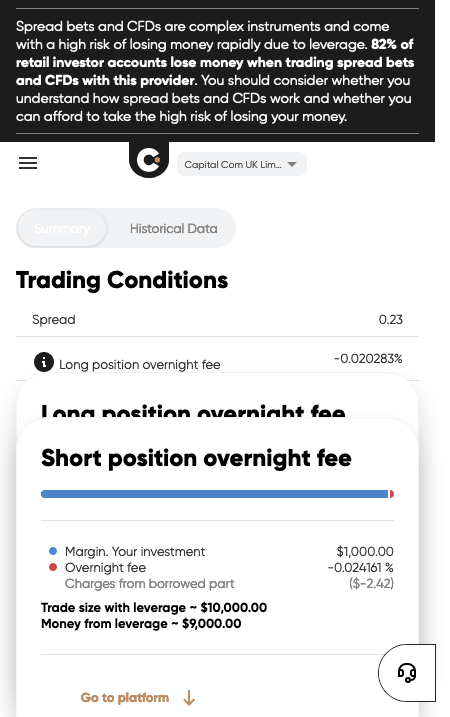 Spread bets and CFDs are complex instruments and come
with a high risk of losing money rapidly due to leverage. 82% of
retail investor accounts lose money when trading spread bets
and CFDs with this provider. You should consider whether you
understand how spread bets and CFDs work and whether you
can afford to take the high risk of losing your money.
Capital Com UK Lim...
Summary
Historical Data
Trading Conditions
Spread 0.23
Long position overnight fee -0.020283%
Long position overnight fee
Short position overnight fee
Margin. Your investment $1,000.00
Overnight fee -0.024161 %
Charges from borrowed part ($-2.42)
Trade size with leverage ~ $10,000.00
Money from leverage ~ $9,000.00
Go to platform